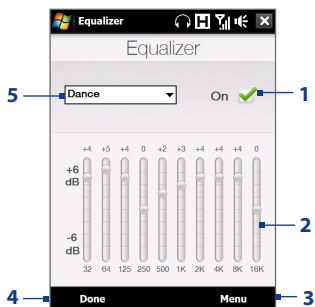 Equalizer
H
Equalizer
5
Dance
On
1
+4 +5 +4 0 +2 +3 +4 +4 +4 0
+6
dB
2
-6
dB
32 64 125 250 500 1K 2K 4K 8K 16K
4
Done
Menu
3